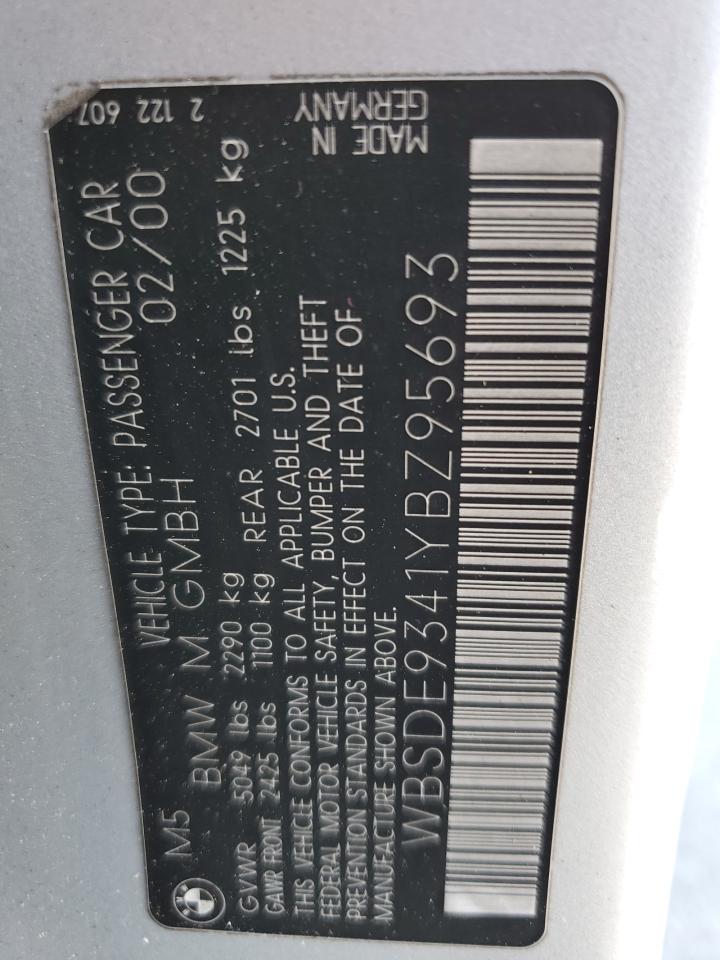 M5 VEHICLE TYPE: PASSENGER CAR
BMW M GMBH 02/00
GVWR 5049 lbs 2290 kg
GAWR FRONT 2425 lbs 1100 kg REAR 2701 lbs 1225 kg
THIS VEHICLE CONFORMS TO ALL APPLICABLE U.S.
FEDERAL MOTOR VEHICLE SAFETY, BUMPER AND THEFT
PREVENTION STANDARDS IN EFFECT ON THE DATE OF
MANUFACTURE SHOWN ABOVE.
WBSDE9341YBZ95693
2 122 607
MADE IN
GERMANY